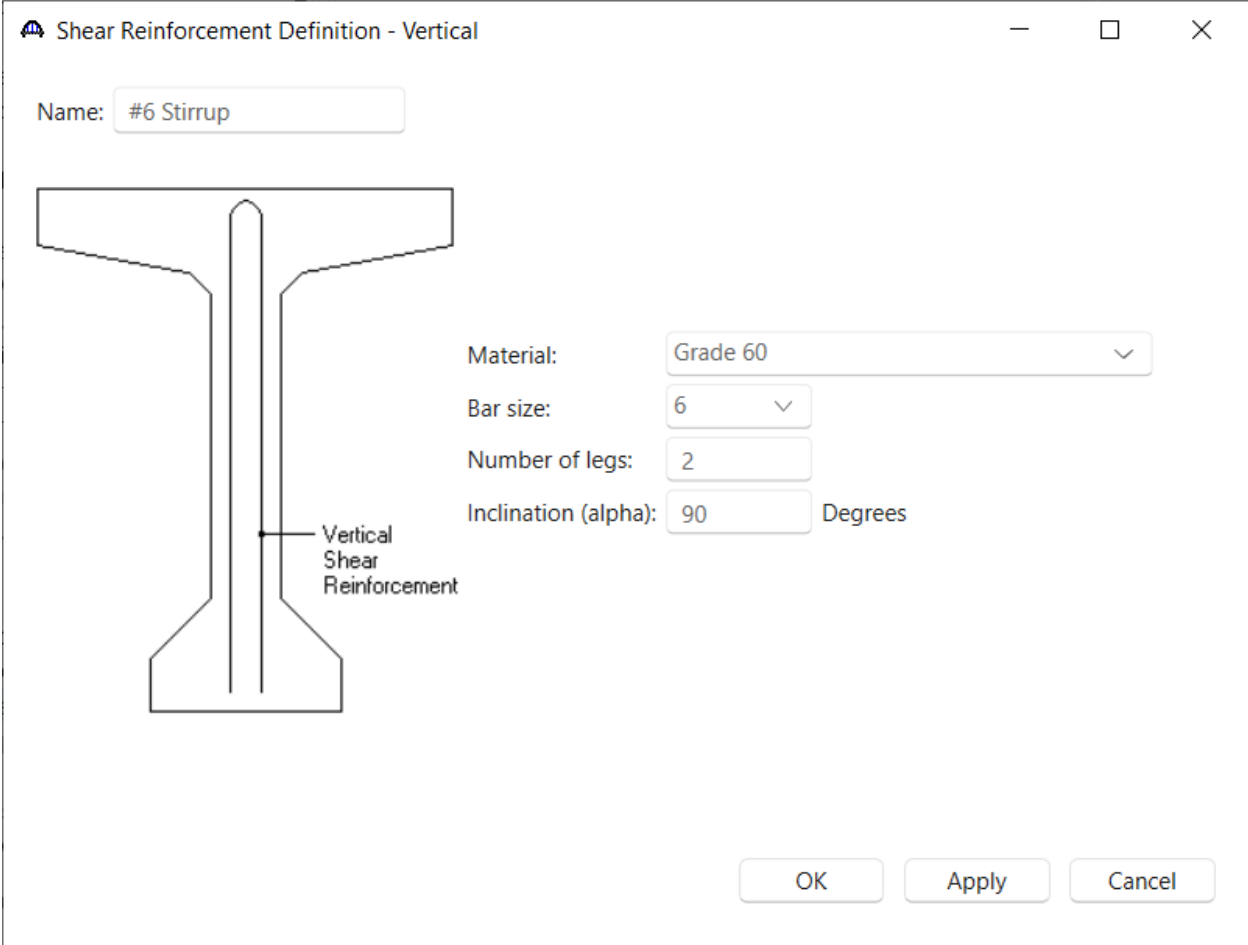 Shear Reinforcement Definition - Vertical
Name: #6 Stirrup
Material: Grade 60
Bar size: 6
Number of legs: 2
Inclination (alpha): 90 Degrees
Vertical
Shear
Reinforcement
OK Apply Cancel